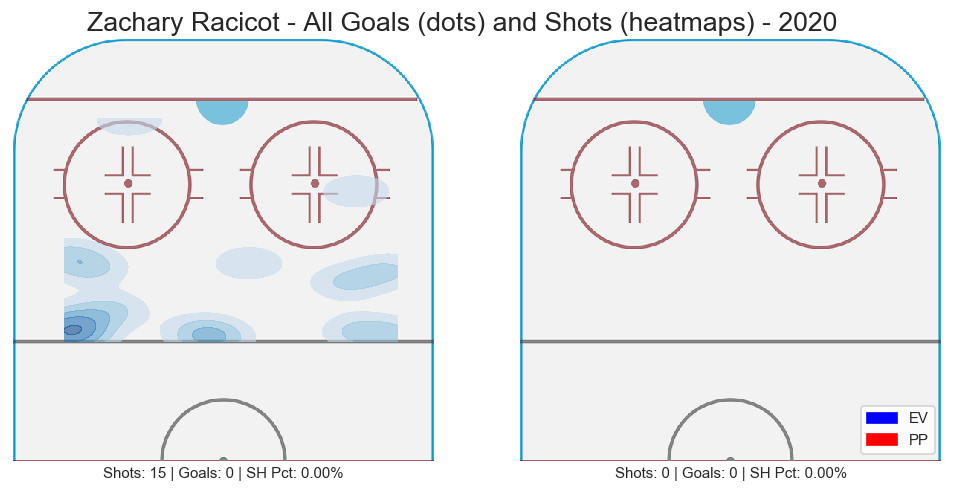 Zachary Racicot - All Goals (dots) and Shots (heatmaps) - 2020
EV
PP
Shots: 15 | Goals: 0 | SH Pct: 0.00%
Shots: 0 | Goals: 0 | SH Pct: 0.00%